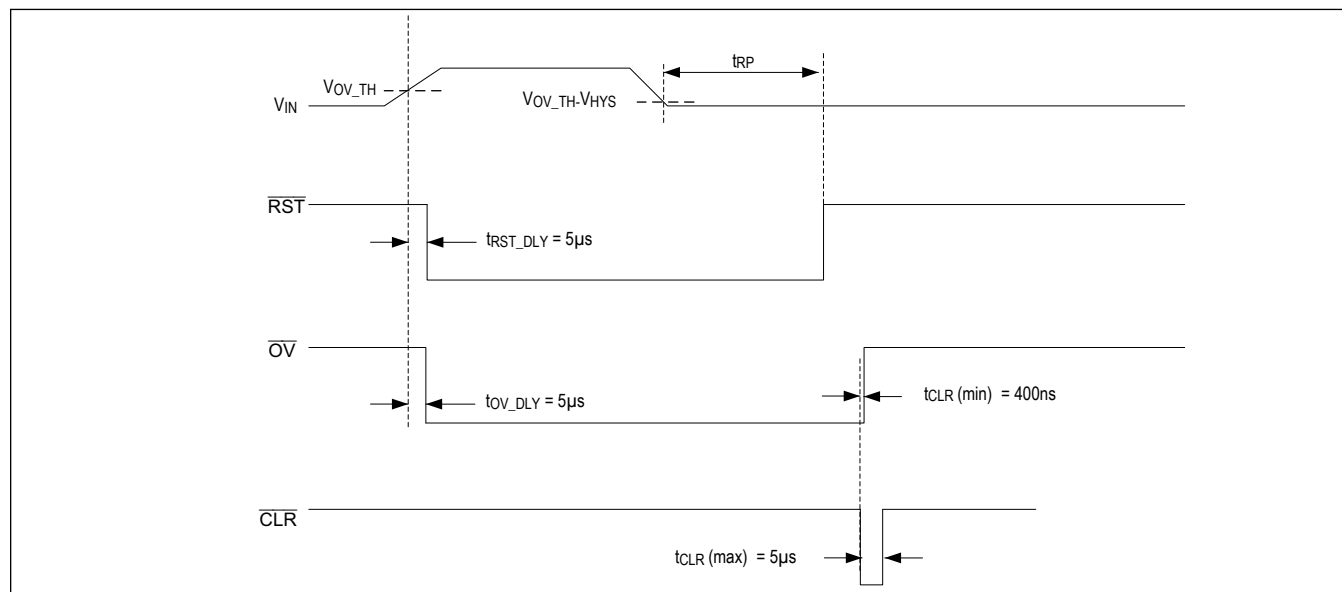 tRP
VOV_TH
VIN
VOV_TH-VHYS
RST
tRST_DLY = 5µs
OV
tOV_DLY = 5µs
tCLR (min) = 400ns
CLR
tCLR (max) = 5µs